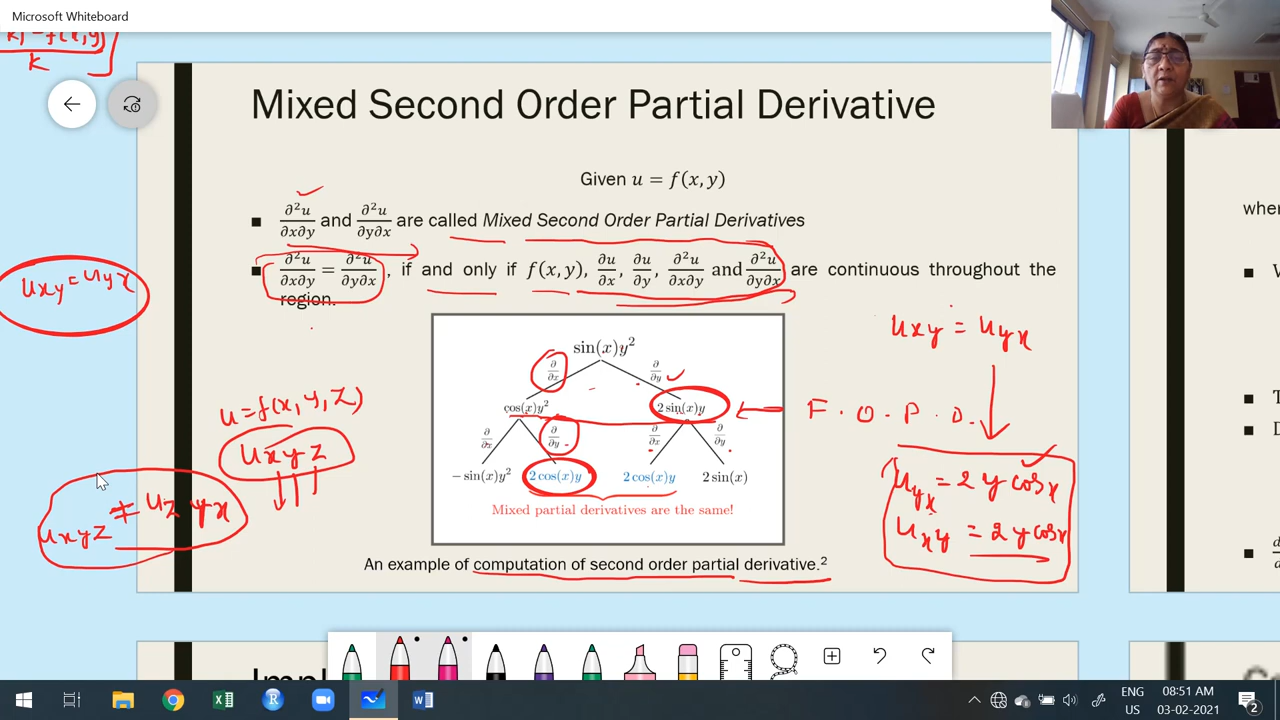 Microsoft Whiteboard
k, - f(x,y)
k
Mixed Second Order Partial Derivative
Given u = f(x, y)
■ ∂²u/∂x∂y and ∂²u/∂y∂x are called Mixed Second Order Partial Derivatives
■ ∂²u/∂x∂y = ∂²u/∂y∂x , if and only if f(x, y), ∂u/∂x, ∂u/∂y, ∂²u/∂x∂y and ∂²u/∂y∂x are continuous throughout the
region.
uxy = uyx
sin(x)y²
∂/∂x ∂/∂y
cos(x)y² 2 sin(x)y
∂/∂x ∂/∂y ∂/∂x ∂/∂y
− sin(x)y² 2 cos(x)y 2 cos(x)y 2 sin(x)
Mixed partial derivatives are the same!
An example of computation of second order partial derivative.²
u=f(x,y,z)
uxyz
uxyz ≠ uzyx
uxy = uyx
F.O.P.D.
uyx = 2y cosx
uxy = 2y cosx
wher
■
■ T
■ D
■
Impl
ENG
US
08:51 AM
03-02-2021
2